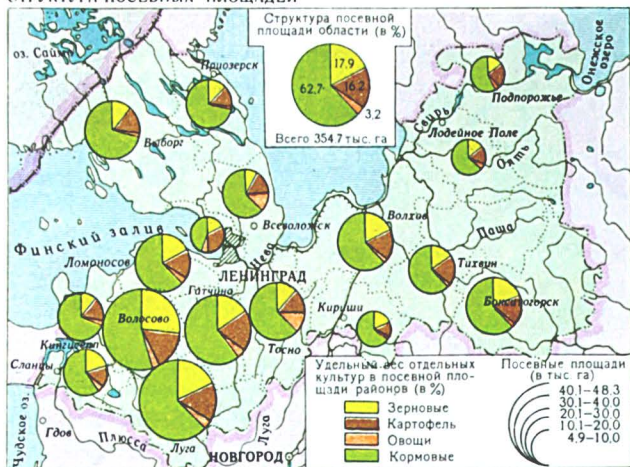 СТРУКТУРА ПОСЕВНЫХ ПЛОЩАДЕЙ
Структура посевной
площади области (в %)
17.9
62.7
16.2
3,2
Всего 354.7 тыс. га
оз. Сайма
Приозерск
Выборг
Онежское
озеро
Подпорожье
Свирь
Лодейное Поле
Оять
Всеволожск
Финский залив
Нева
Волхов
Паша
Ломоносов
ЛЕНИНГРАД
Тихвин
Гатчина
Волосово
Кириши
Бокситогорск
Кингисепп
Тосно
Сланцы
Чудское оз.
Гдов
Плюсса
Луга
Луга
НОВГОРОД
Удельный вес отдельных
культур в посевной пло-
щади районов (в %)
Зерновые
Картофель
Овощи
Кормовые
Посевные площади
(в тыс. га)
40,1–48.3
30.1–40.0
20.1–30.0
10.1–20.0
4.9–10.0